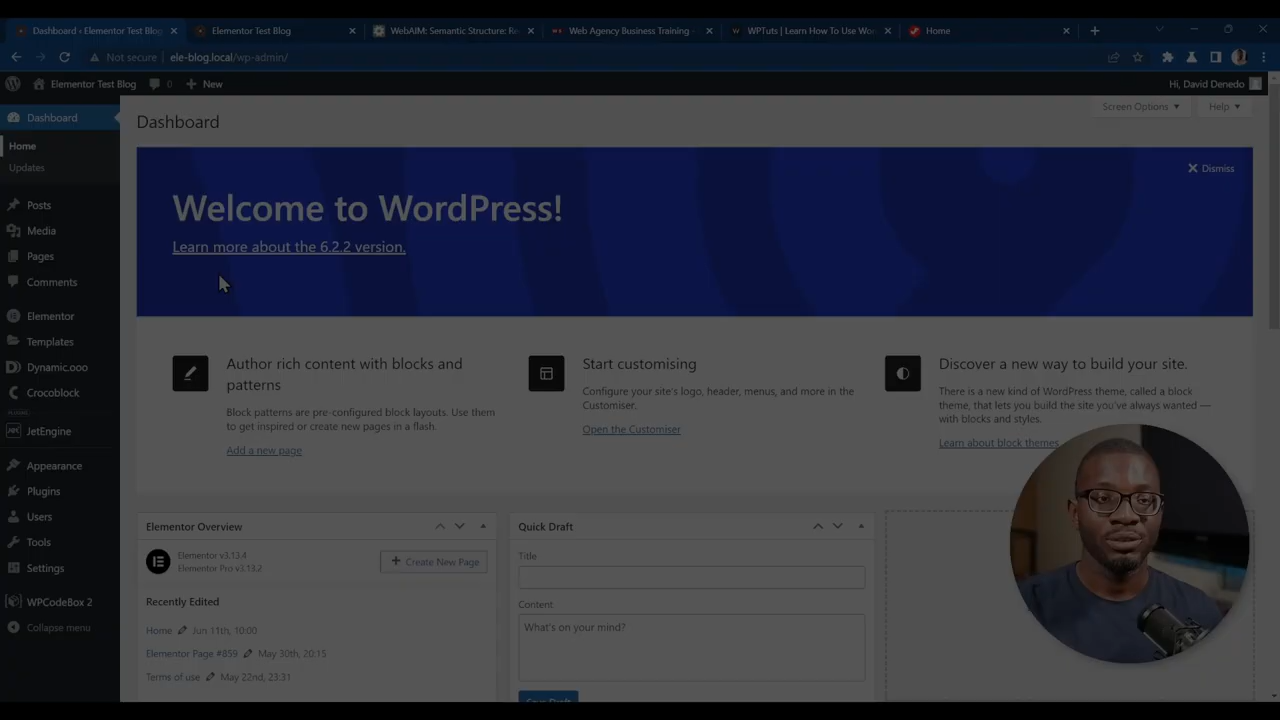 Dashboard ‹ Elementor Test Blog
Elementor Test Blog
WebAIM: Semantic Structure: Re
Web Agency Business Training -
WPTuts | Learn How To Use Wo
Home
Not secure
ele-blog.local/wp-admin/
Elementor Test Blog
0
New
Hi, David Denedo
Dashboard
Home
Updates
Posts
Media
Pages
Comments
Elementor
Templates
Dynamic.ooo
Crocoblock
JetEngine
Appearance
Plugins
Users
Tools
Settings
WPCodeBox 2
Collapse menu
Dashboard
Screen Options
Help
Dismiss
Welcome to WordPress!
Learn more about the 6.2.2 version.
Author rich content with blocks and
patterns
Block patterns are pre-configured block layouts. Use them
to get inspired or create new pages in a flash.
Add a new page
Start customising
Configure your site's logo, header, menus, and more in the
Customiser.
Open the Customiser
Discover a new way to build your site.
There is a new kind of WordPress theme, called a block
theme, that lets you build the site you've always wanted —
with blocks and styles.
Learn about block themes.
Elementor Overview
Elementor v3.13.4
Elementor Pro v3.13.2
Create New Page
Recently Edited
Home
Jun 11th, 10:00
Elementor Page #859
May 30th, 20:15
Terms of use
May 22nd, 23:31
Quick Draft
Title
Content
What's on your mind?
Save Draft